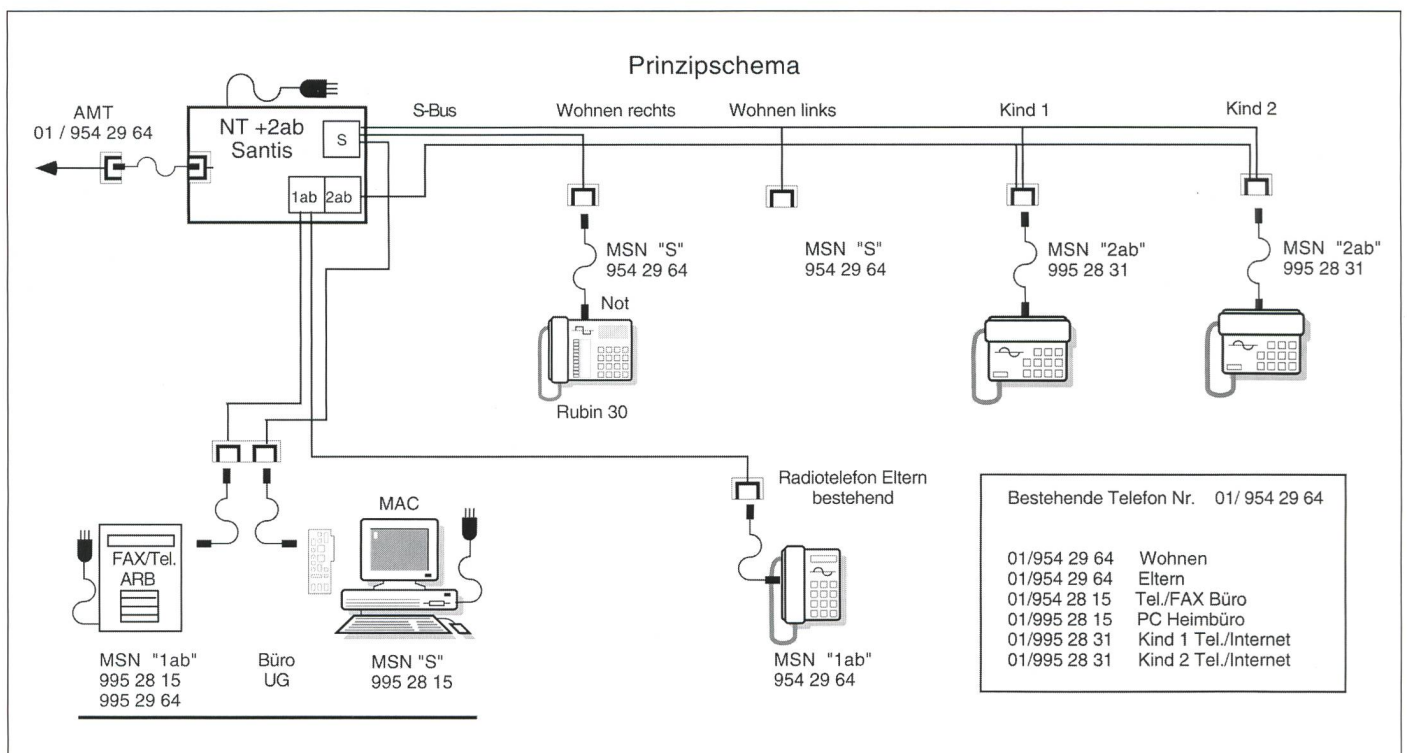 Prinzipschema
AMT
01 / 954 29 64
NT +2ab
Santis
S
1ab
2ab
S-Bus
Wohnen rechts
Wohnen links
Kind 1
Kind 2
MSN "S"
954 29 64
Not
Rubin 30
MSN "S"
954 29 64
MSN "2ab"
995 28 31
MSN "2ab"
995 28 31
FAX/Tel.
ARB
MSN "1ab"
995 28 15
995 29 64
Büro
UG
MAC
MSN "S"
995 28 15
Radiotelefon Eltern
bestehend
MSN "1ab"
954 29 64
Bestehende Telefon Nr. 01/ 954 29 64
01/954 29 64 Wohnen
01/954 29 64 Eltern
01/954 28 15 Tel./FAX Büro
01/995 28 15 PC Heimbüro
01/995 28 31 Kind 1 Tel./Internet
01/995 28 31 Kind 2 Tel./Internet